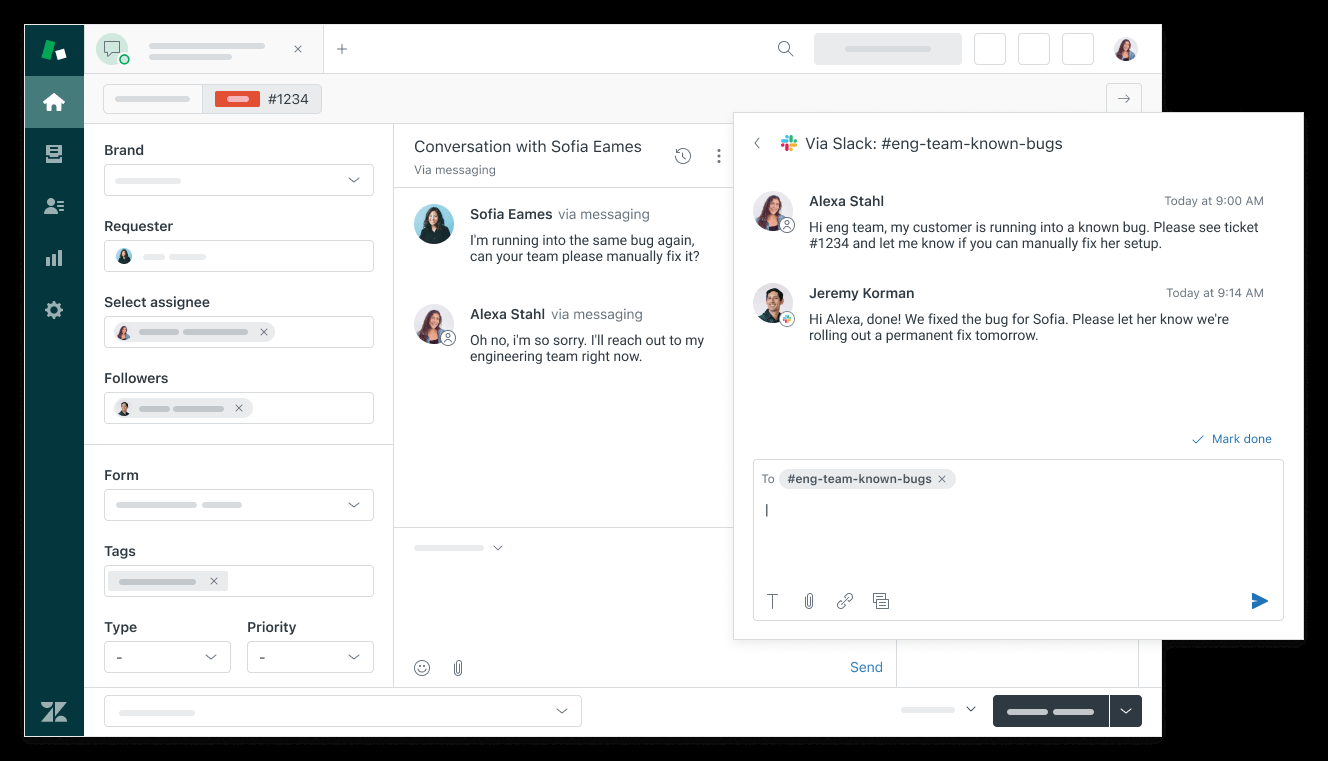 #1234
Brand
Requester
Select assignee
Followers
Form
Tags
Type
Priority
-
-
Conversation with Sofia Eames
Via messaging
Sofia Eames via messaging
I'm running into the same bug again,
can your team please manually fix it?
Alexa Stahl via messaging
Oh no, i'm so sorry. I'll reach out to my
engineering team right now.
Send
Via Slack: #eng-team-known-bugs
Alexa Stahl
Today at 9:00 AM
Hi eng team, my customer is running into a known bug. Please see ticket
#1234 and let me know if you can manually fix her setup.
Jeremy Korman
Today at 9:14 AM
Hi Alexa, done! We fixed the bug for Sofia. Please let her know we're
rolling out a permanent fix tomorrow.
Mark done
To #eng-team-known-bugs